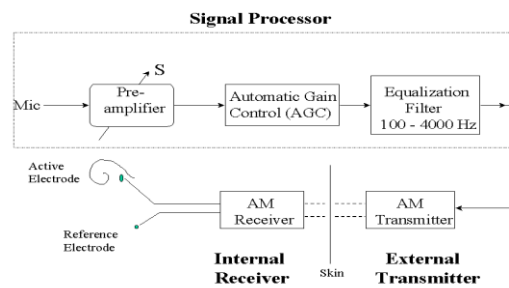 Signal Processor
S
Mic
Pre-
amplifier
Automatic Gain
Control (AGC)
Equalization
Filter
100 - 4000 Hz
Active
Electrode
Reference
Electrode
AM
Receiver
AM
Transmitter
Internal
Receiver
Skin
External
Transmitter